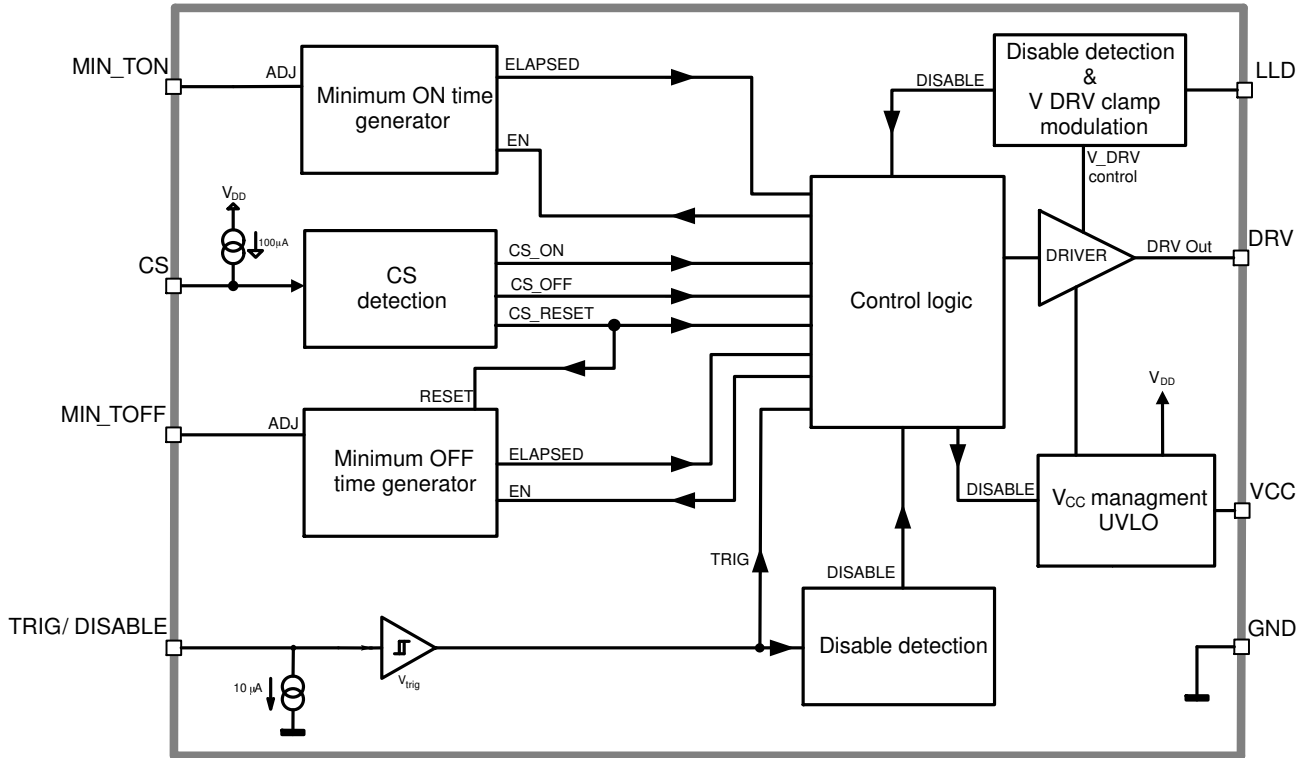 MIN_TON
ADJ
Minimum ON time
generator
ELAPSED
EN
DISABLE
Disable detection
&
V DRV clamp
modulation
LLD
V_DRV
control
VDD
100μA
CS
CS
detection
CS_ON
CS_OFF
CS_RESET
Control logic
DRIVER
DRV Out
DRV
RESET
MIN_TOFF
ADJ
Minimum OFF
time generator
ELAPSED
EN
VDD
DISABLE
VCC managment
UVLO
VCC
TRIG
DISABLE
TRIG/ DISABLE
10 μA
Vtrig
Disable detection
GND